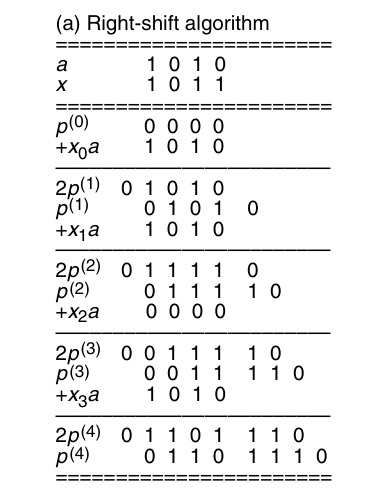 (a) Right-shift algorithm
========================
a 1 0 1 0
x 1 0 1 1
========================
p(0) 0 0 0 0
+x0a 1 0 1 0
2p(1) 0 1 0 1 0
p(1) 0 1 0 1 0
+x1a 1 0 1 0
2p(2) 0 1 1 1 1 0
p(2) 0 1 1 1 1 0
+x2a 0 0 0 0
2p(3) 0 0 1 1 1 1 0
p(3) 0 0 1 1 1 1 0
+x3a 1 0 1 0
2p(4) 0 1 1 0 1 1 1 0
p(4) 0 1 1 0 1 1 1 0
========================